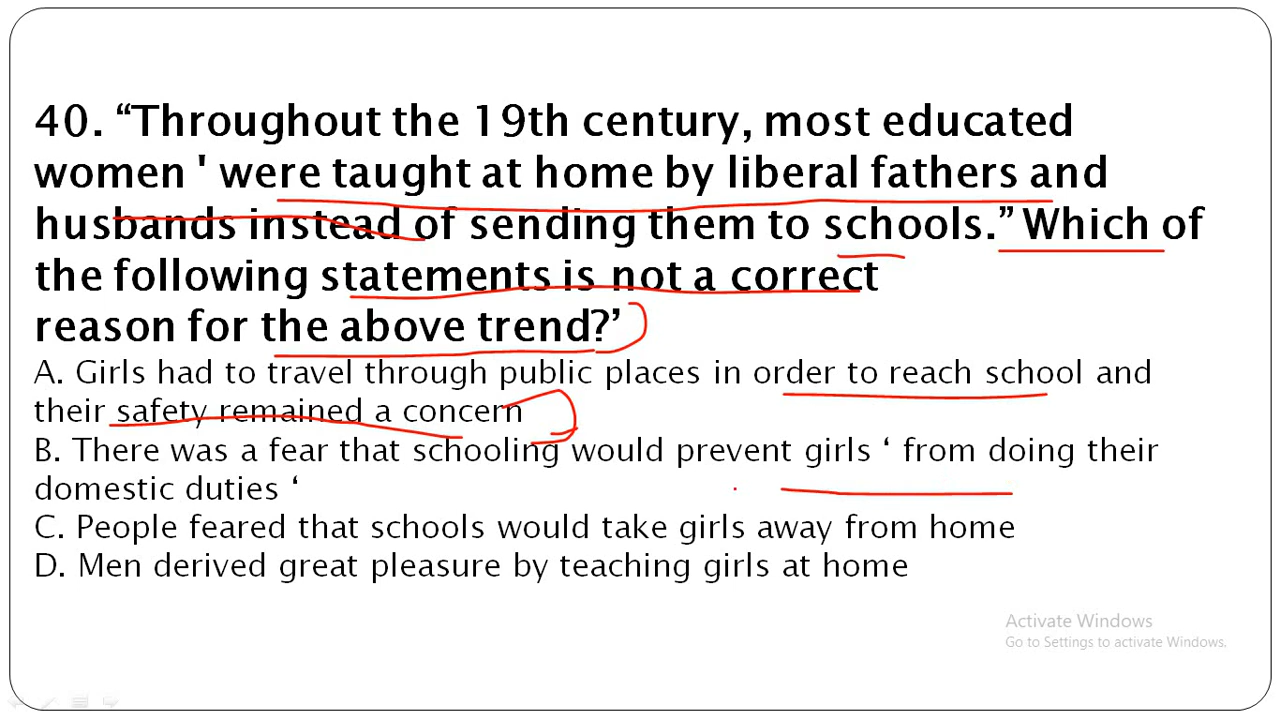 40. “Throughout the 19th century, most educated
women ' were taught at home by liberal fathers and
husbands instead of sending them to schools.” Which of
the following statements is not a correct
reason for the above trend?’
A. Girls had to travel through public places in order to reach school and
their safety remained a concern
B. There was a fear that schooling would prevent girls ‘ from doing their
domestic duties ‘
C. People feared that schools would take girls away from home
D. Men derived great pleasure by teaching girls at home
Activate Windows
Go to Settings to activate Windows.